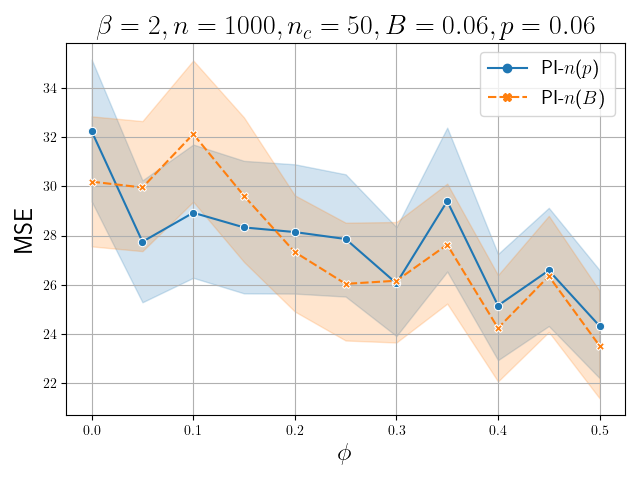 β = 2, n = 1000, n_c = 50, B = 0.06, p = 0.06
PI-n(p)
PI-n(B)
MSE
34
32
30
28
26
24
22
0.0 0.1 0.2 0.3 0.4 0.5
ϕ